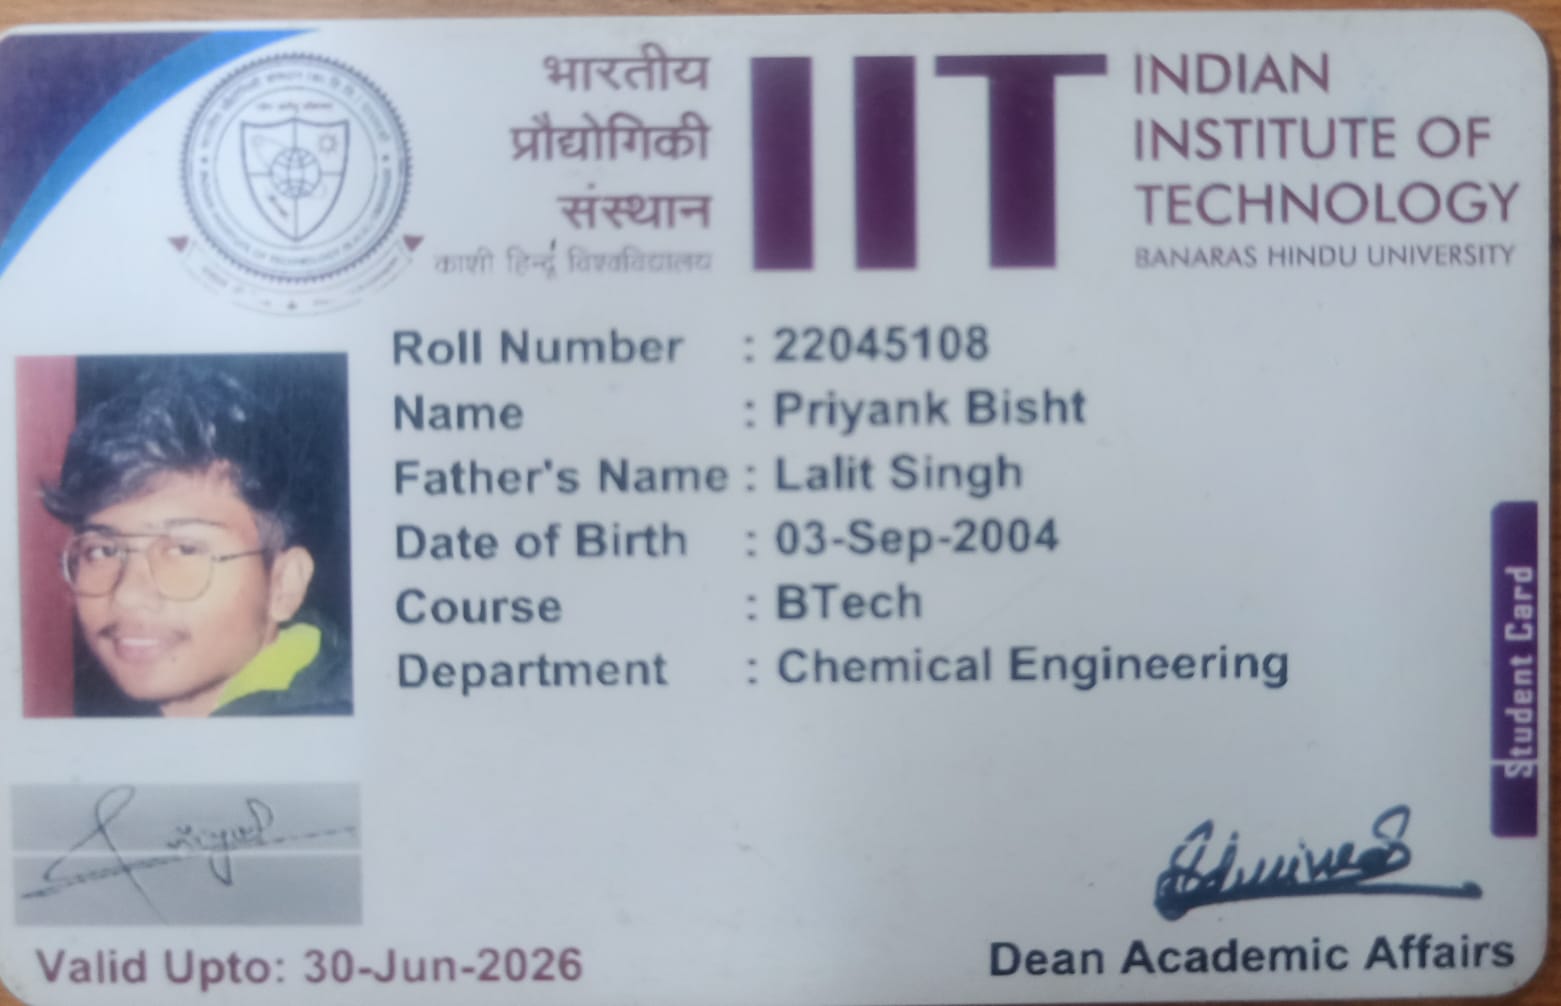 भारतीय
प्रौद्योगिकी
संस्थान
काशी हिन्दू विश्वविद्यालय
IIT
INDIAN
INSTITUTE OF
TECHNOLOGY
BANARAS HINDU UNIVERSITY
Roll Number : 22045108
Name : Priyank Bisht
Father's Name : Lalit Singh
Date of Birth : 03-Sep-2004
Course : BTech
Department : Chemical Engineering
Student Card
Valid Upto: 30-Jun-2026
Dean Academic Affairs